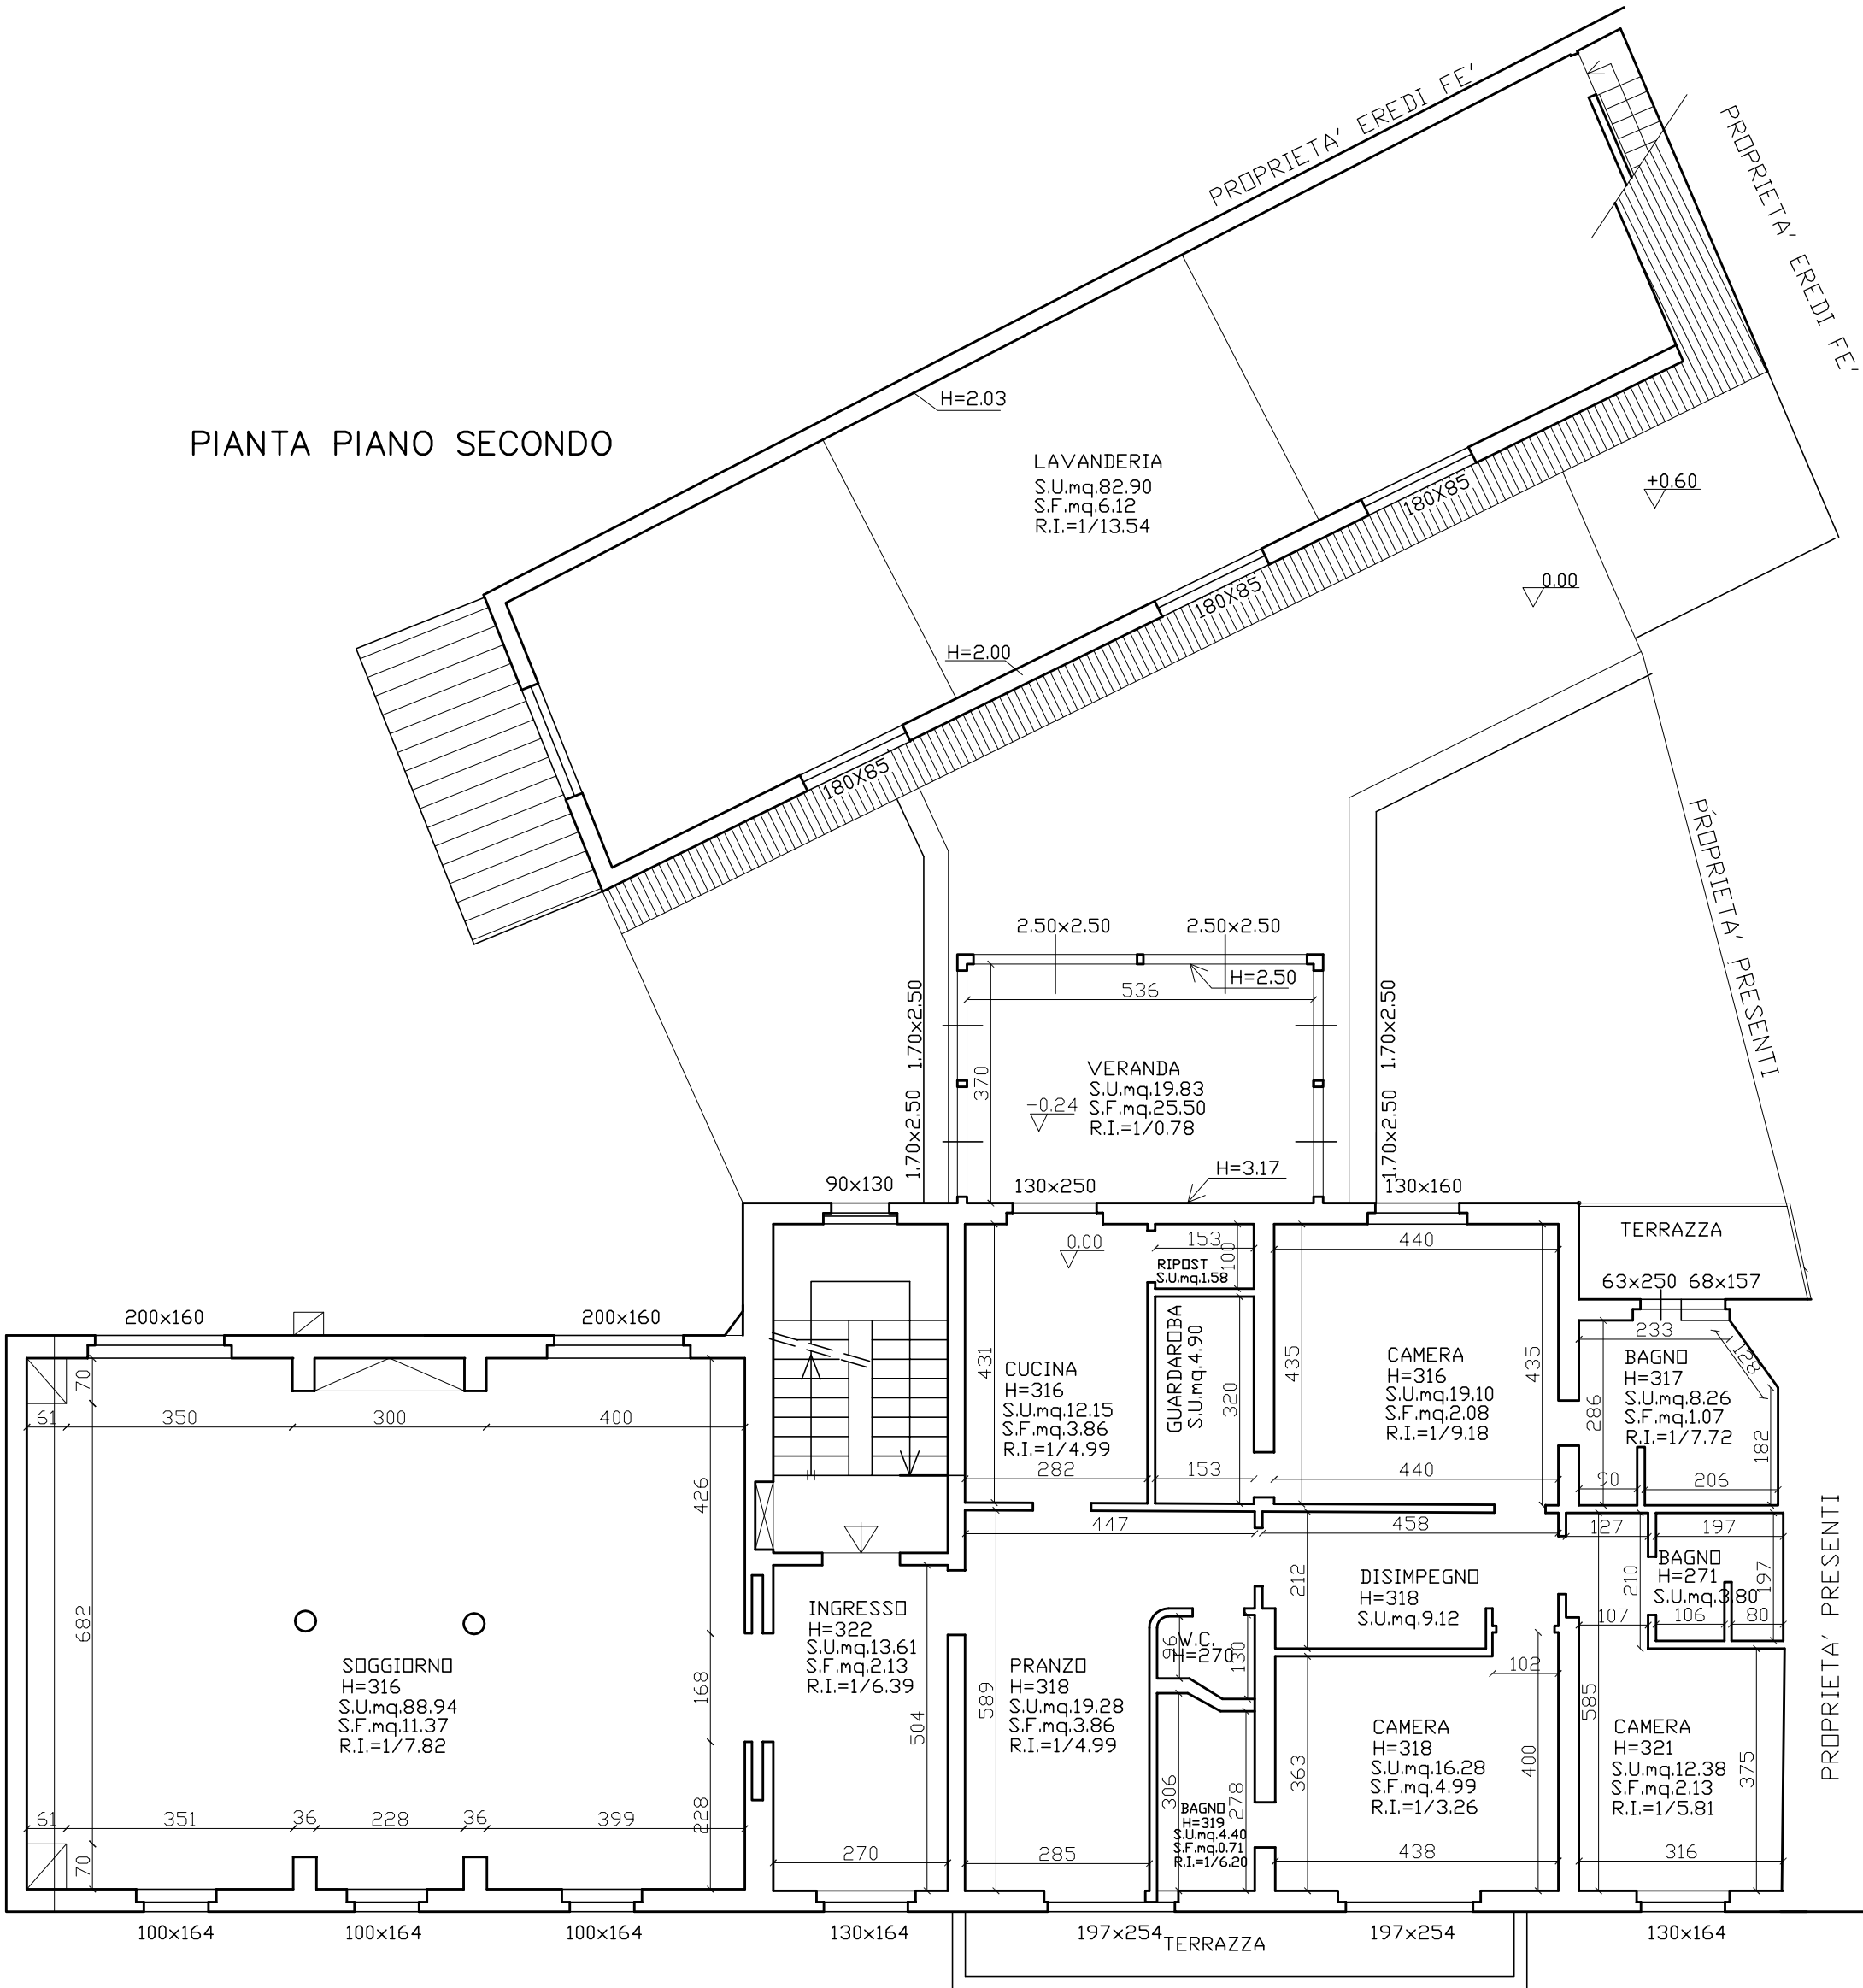 PROPRIETA' EREDI FE'
PROPRIETA' EREDI FE'
H=2.03
PIANTA PIANO SECONDO
LAVANDERIA
S.U.mq.82.90
S.F.mq.6.12
R.I.=1/13.54
180X85
+0.60
0.00
180X85
H=2.00
180X85
PROPRIETA' PRESENTI
2.50x2.50
2.50x2.50
H=2.50
536
1.70x2.50
1.70x2.50
370
VERANDA
S.U.mq.19.83
S.F.mq.25.50
R.I.=1/0.78
-0.24
1.70x2.50
1.70x2.50
H=3.17
90x130
130x250
130x160
TERRAZZA
0.00
153
100
RIPOST
S.U.mq.1.58
440
63x250
68x157
200x160
200x160
233
128
431
CUCINA
H=316
S.U.mq.12.15
S.F.mq.3.86
R.I.=1/4.99
GUARDAROBA
S.U.mq.4.90
320
435
CAMERA
H=316
S.U.mq.19.10
S.F.mq.2.08
R.I.=1/9.18
435
BAGNO
H=317
S.U.mq.8.26
S.F.mq.1.07
R.I.=1/7.72
286
182
70
61
350
300
400
282
153
440
90
206
426
447
458
127
197
682
212
DISIMPEGNO
H=318
S.U.mq.9.12
210
BAGNO
H=271
S.U.mq.3.80
197
107
106
80
PROPRIETA' PRESENTI
INGRESSO
H=322
S.U.mq.13.61
S.F.mq.2.13
R.I.=1/6.39
W.C.
H=270
96
130
SOGGIORNO
H=316
S.U.mq.88.94
S.F.mq.11.37
R.I.=1/7.82
168
504
589
PRANZO
H=318
S.U.mq.19.28
S.F.mq.3.86
R.I.=1/4.99
102
585
363
CAMERA
H=318
S.U.mq.16.28
S.F.mq.4.99
R.I.=1/3.26
400
CAMERA
H=321
S.U.mq.12.38
S.F.mq.2.13
R.I.=1/5.81
375
306
278
BAGNO
H=319
S.U.mq.4.40
S.F.mq.0.71
R.I.=1/6.20
61
351
36
228
36
399
228
70
270
285
438
316
100x164
100x164
100x164
130x164
197x254
TERRAZZA
197x254
130x164